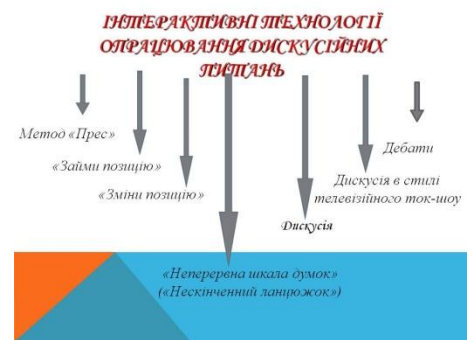 ІНТЕРАКТИВНІ ТЕХНОЛОГІЇ
ОПРАЦЮВАННЯ ДИСКУСІЙНИХ
ПИТАНЬ
Метод «Прес»
«Займи позицію»
«Зміни позицію»
«Неперервна шкала думок»
(«Нескінченний ланцюжок»)
Дискусія
Дискусія в стилі
телевізійного ток-шоу
Дебати